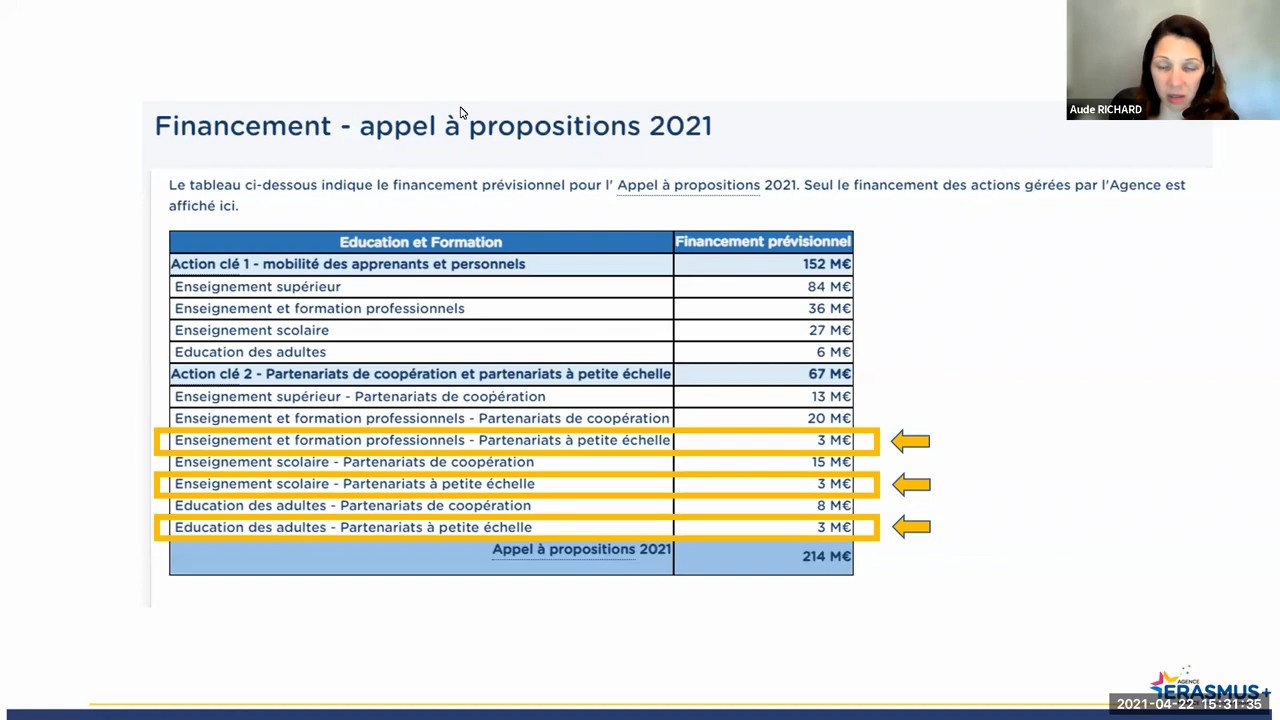 Aude RICHARD
Financement - appel à propositions 2021
Le tableau ci-dessous indique le financement prévisionnel pour l' Appel à propositions 2021. Seul le financement des actions gérées par l'Agence est
affiché ici.
Education et Formation Financement prévisionnel
Action clé 1 - mobilité des apprenants et personnels 152 M€
Enseignement supérieur 84 M€
Enseignement et formation professionnels 36 M€
Enseignement scolaire 27 M€
Education des adultes 6 M€
Action clé 2 - Partenariats de coopération et partenariats à petite échelle 67 M€
Enseignement supérieur - Partenariats de coopération 13 M€
Enseignement et formation professionnels - Partenariats de coopération 20 M€
Enseignement et formation professionnels - Partenariats à petite échelle 3 M€
Enseignement scolaire - Partenariats de coopération 15 M€
Enseignement scolaire - Partenariats à petite échelle 3 M€
Education des adultes - Partenariats de coopération 8 M€
Education des adultes - Partenariats à petite échelle 3 M€
Appel à propositions 2021 214 M€
AGENCE
ERASMUS+
2021-04-22 15:31:35